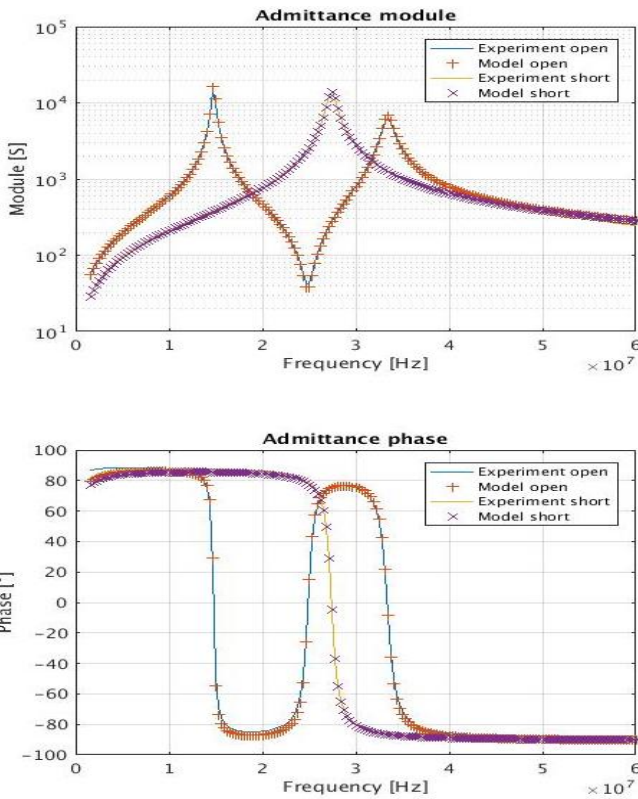 Admittance module
10^5
10^4
10^3
10^2
10^1
Module [S]
Experiment open
Model open
Experiment short
Model short
0 1 2 3 4 5 6
Frequency [Hz]
×10^7
Admittance phase
100
80
60
40
20
0
-20
-40
-60
-80
-100
Phase [°]
Experiment open
Model open
Experiment short
Model short
0 1 2 3 4 5 6
Frequency [Hz]
×10^7